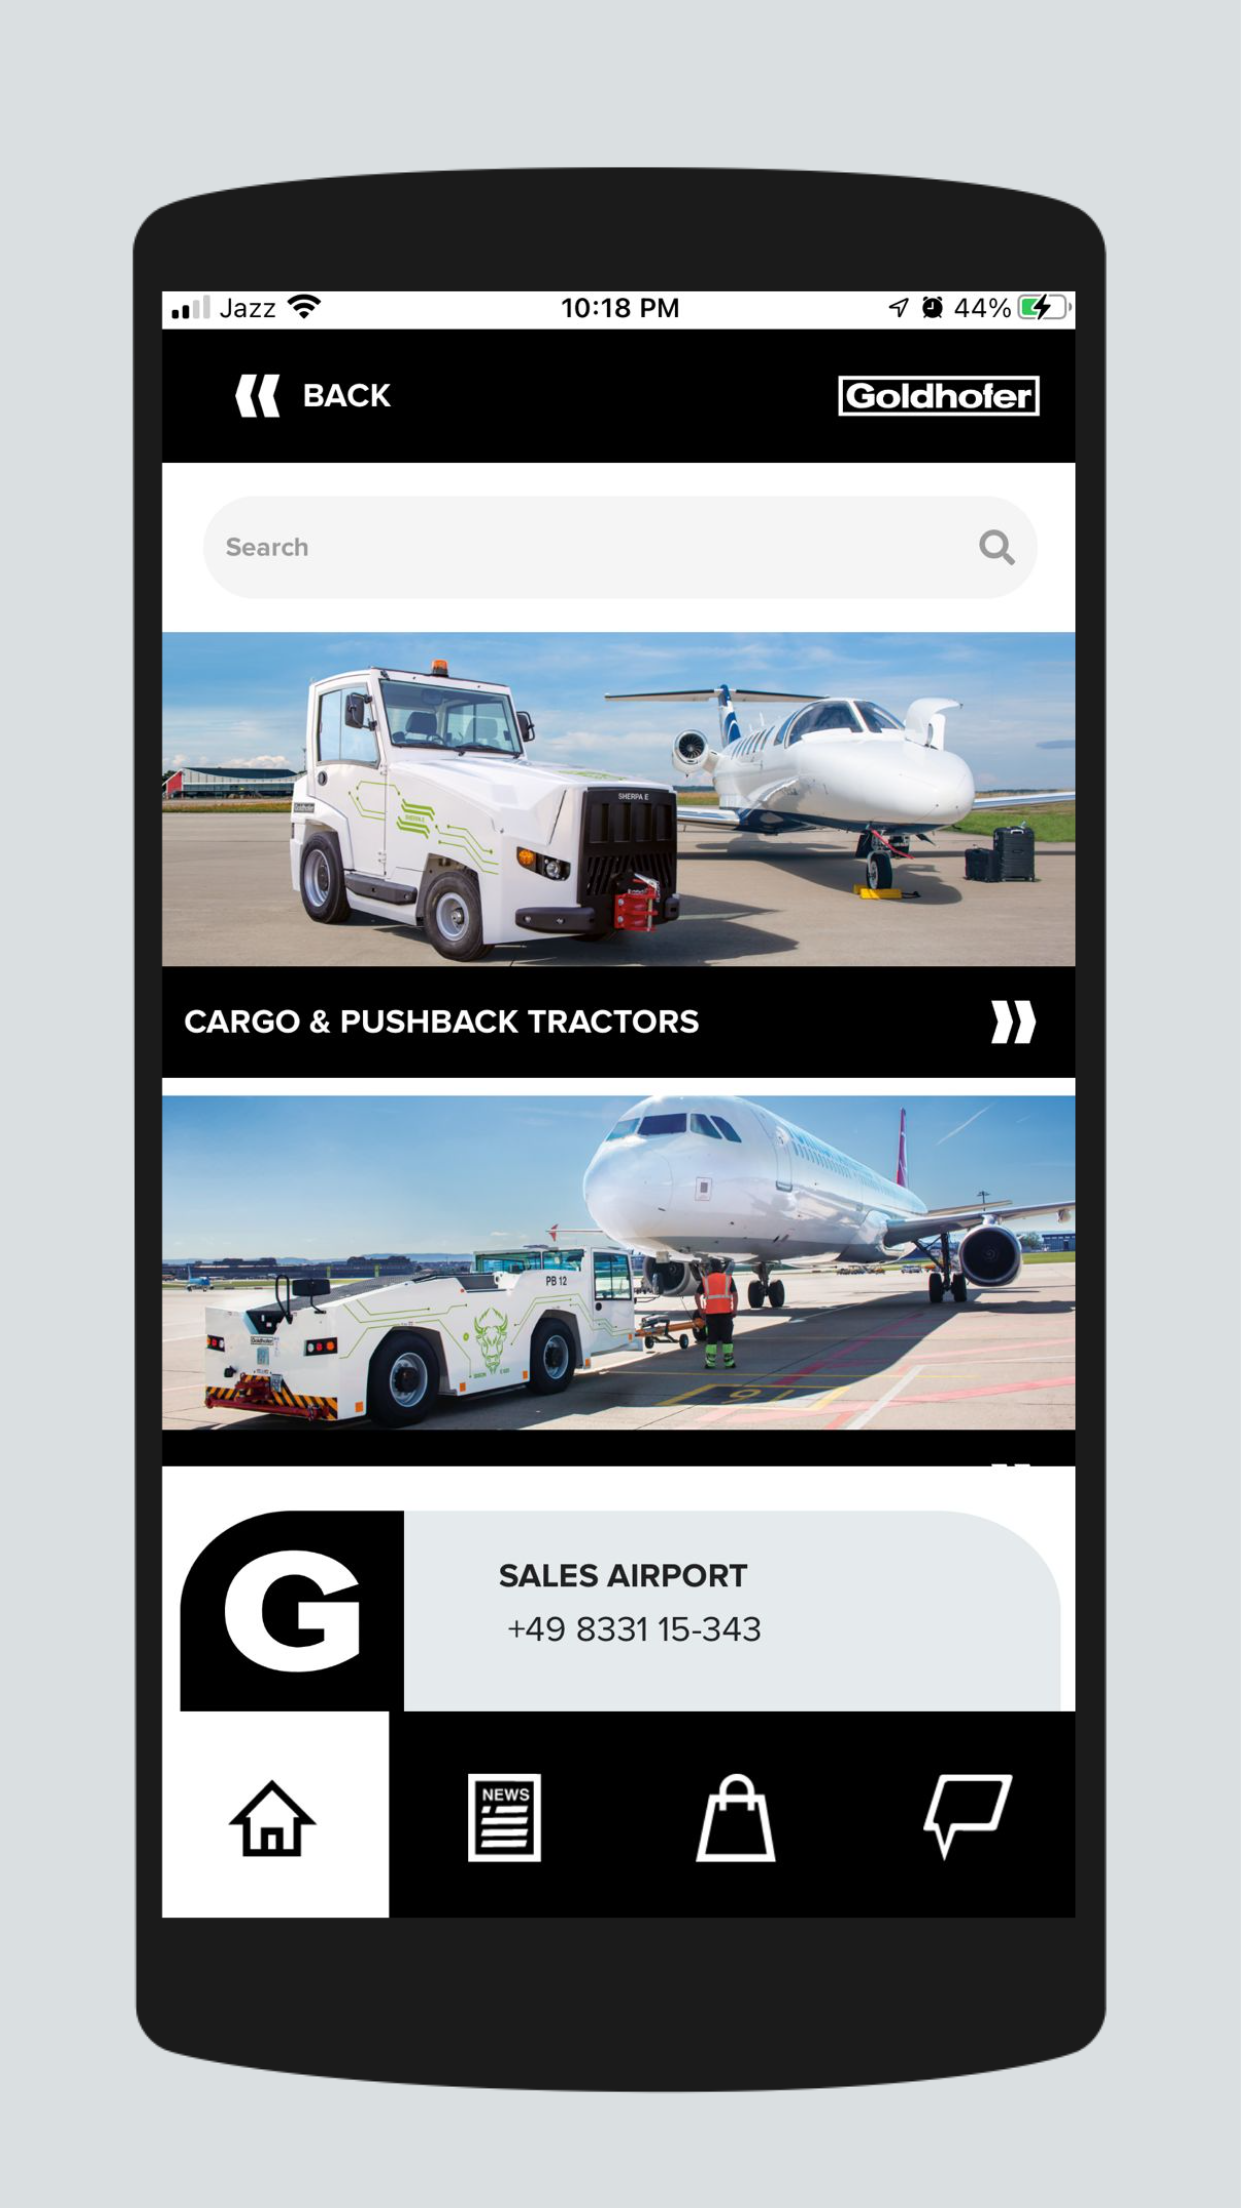 Jazz 10:18 PM 44%
BACK Goldhofer
Search
SHERPA E
CARGO & PUSHBACK TRACTORS
PB 12
Goldhofer
SALES AIRPORT
+49 8331 15-343
G
NEWS